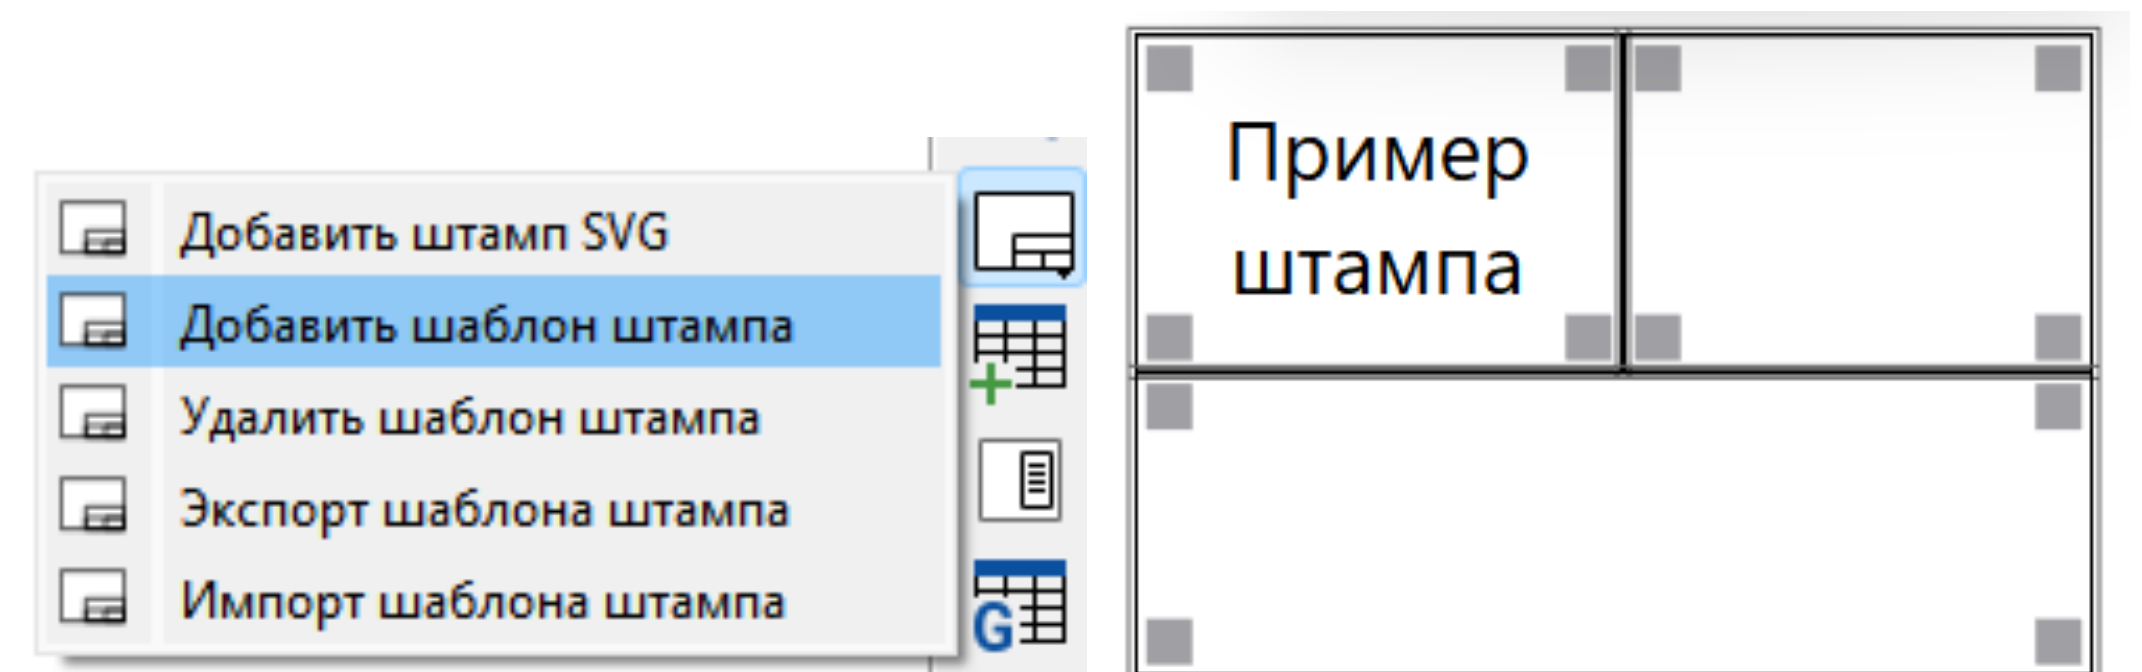 Добавить штамп SVG
Добавить шаблон штампа
Удалить шаблон штампа
Экспорт шаблона штампа
Импорт шаблона штампа
G
Пример
штампа